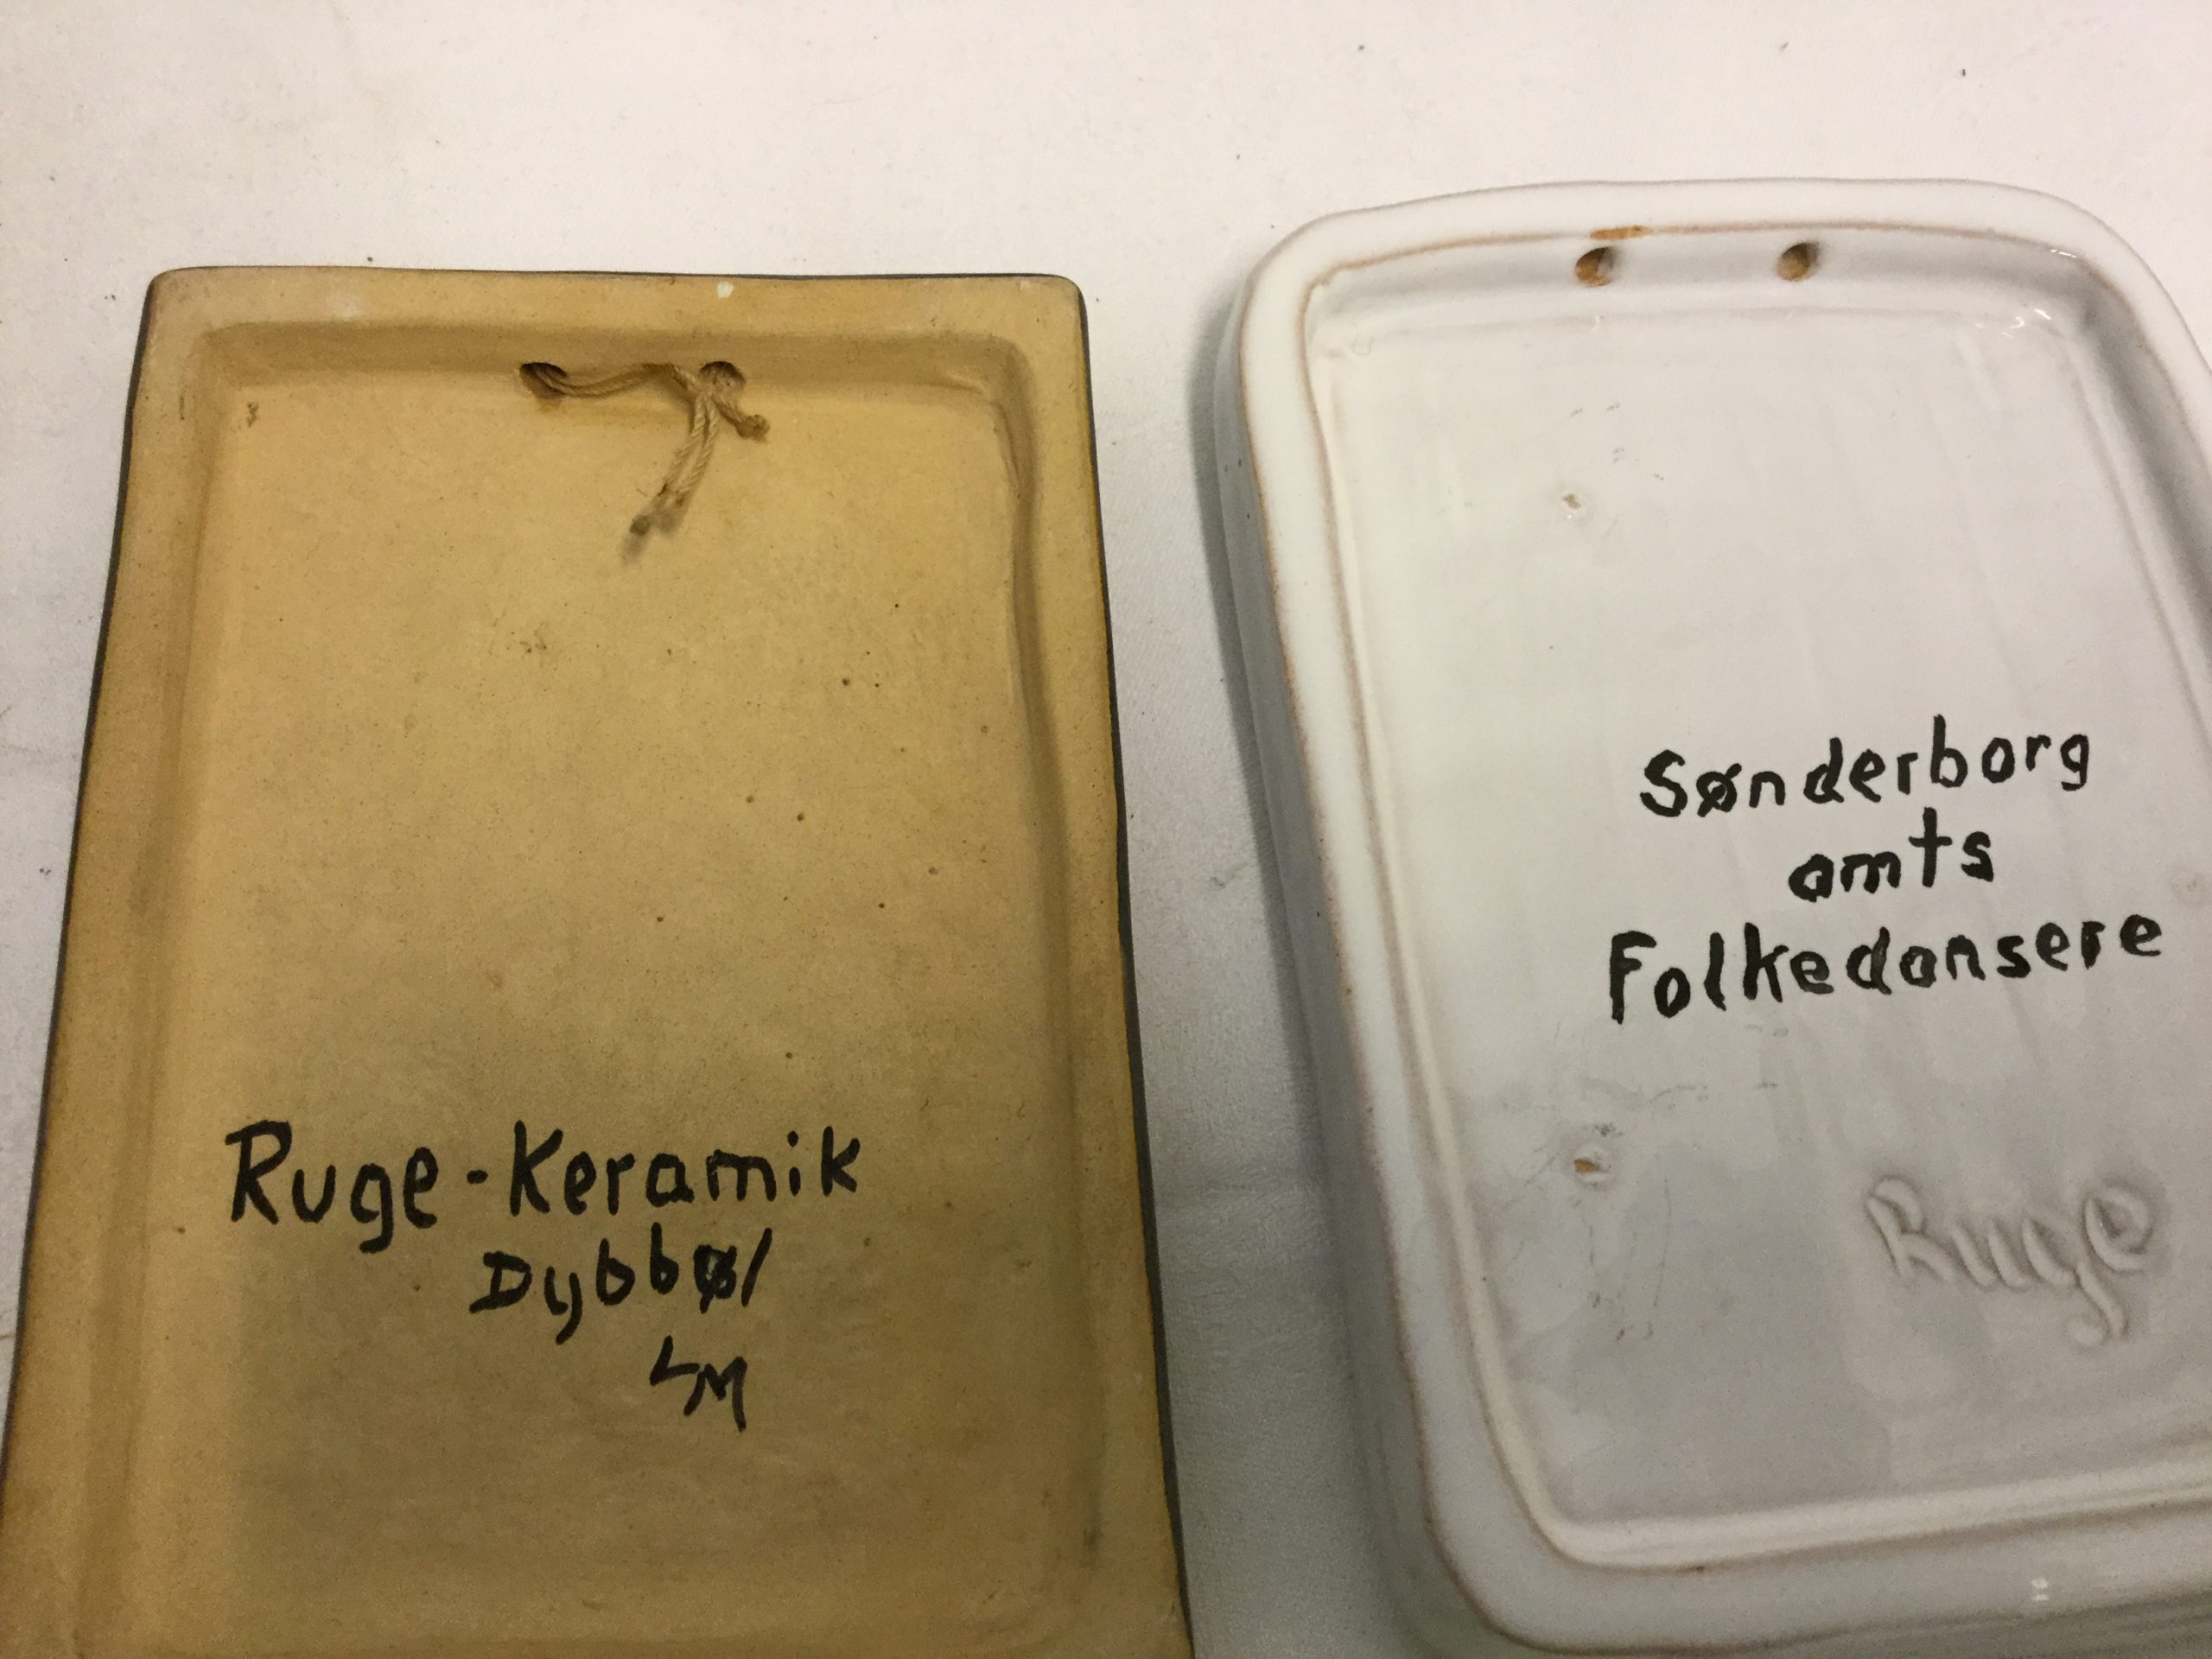 Ruge-Keramik
Dybbøl
LM
Sønderborg
amts
Folkedansere
Ruge